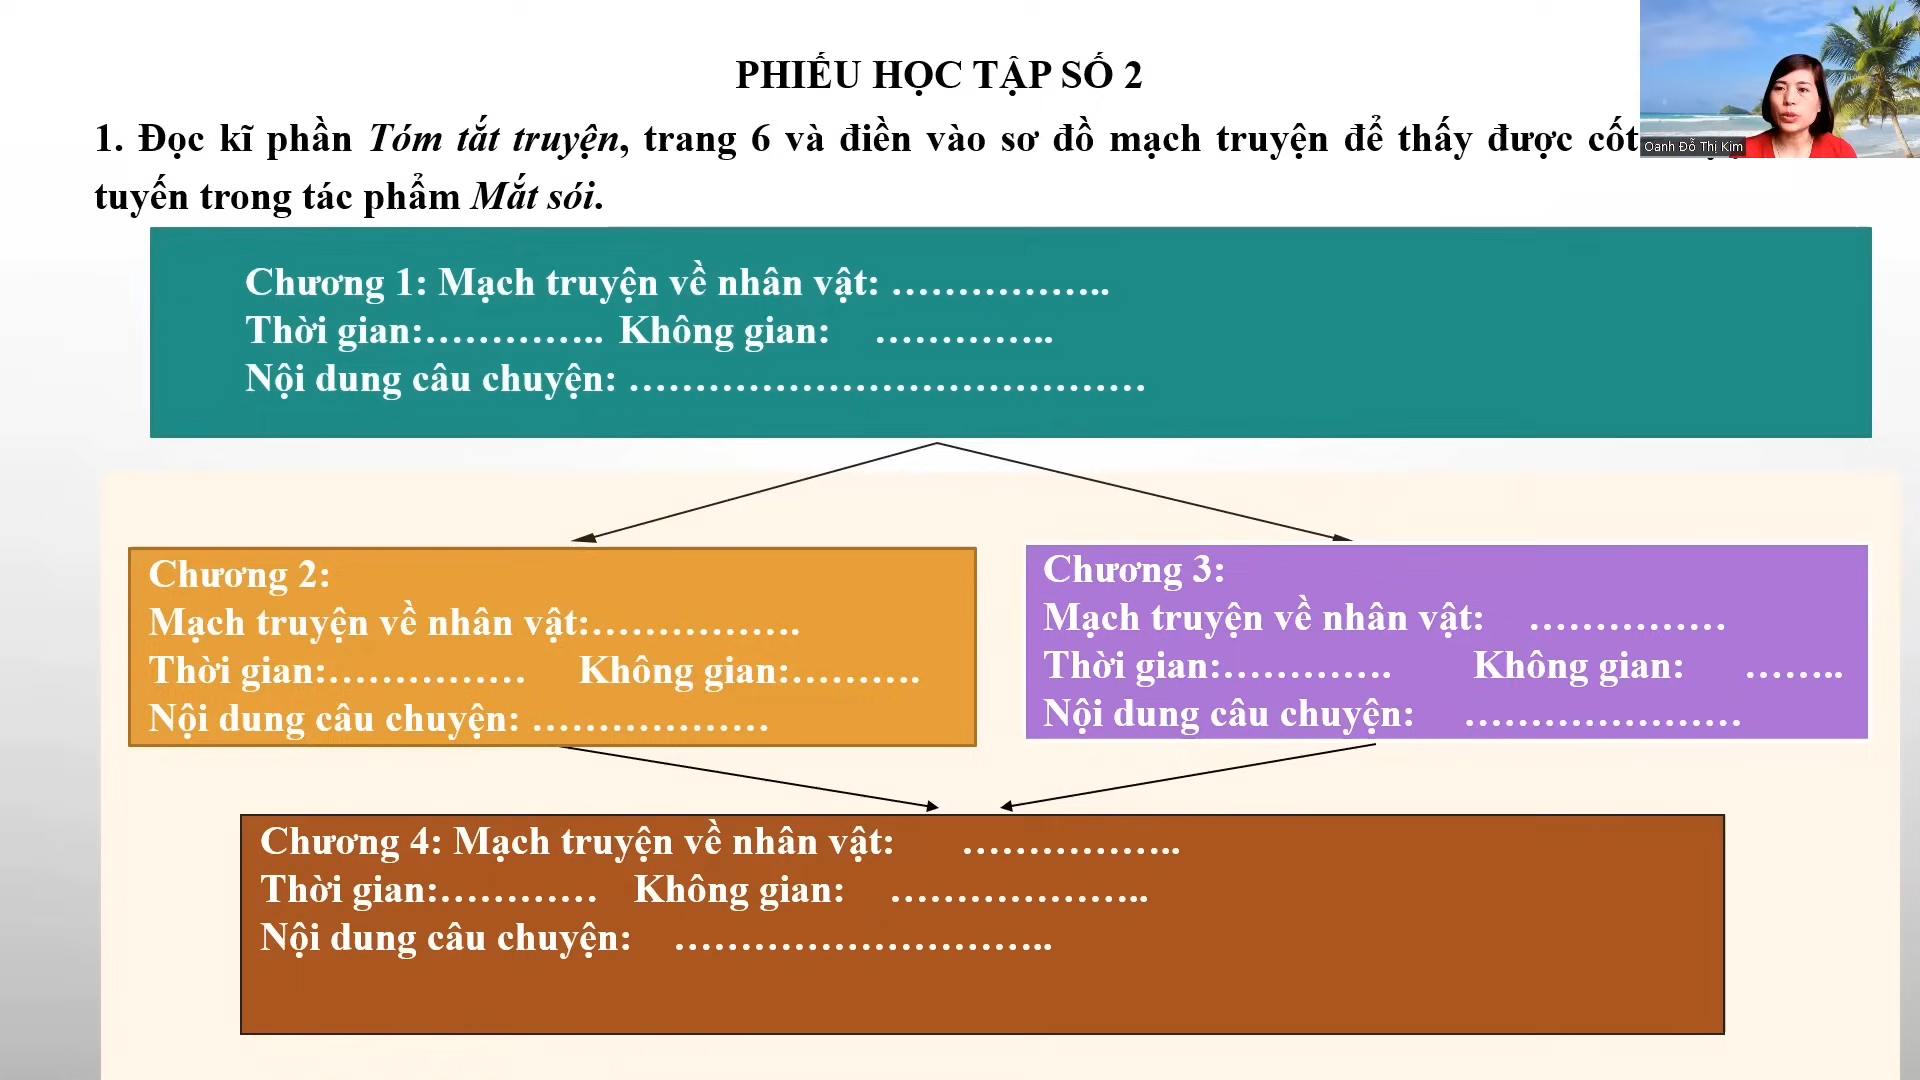 PHIẾU HỌC TẬP SỐ 2
1. Đọc kĩ phần Tóm tắt truyện, trang 6 và điền vào sơ đồ mạch truyện để thấy được cốt
tuyến trong tác phẩm Mắt sói.
Oanh Đỗ Thị Kim
Chương 1: Mạch truyện về nhân vật: ……………..
Thời gian:………….. Không gian: …………..
Nội dung câu chuyện: …………………………………
Chương 2:
Mạch truyện về nhân vật:…………….
Thời gian:…………… Không gian:……….
Nội dung câu chuyện: ………………
Chương 3:
Mạch truyện về nhân vật: ……………
Thời gian:…………. Không gian: ……..
Nội dung câu chuyện: …………………
Chương 4: Mạch truyện về nhân vật: ……………..
Thời gian:………… Không gian: ………………..
Nội dung câu chuyện: ………………………..